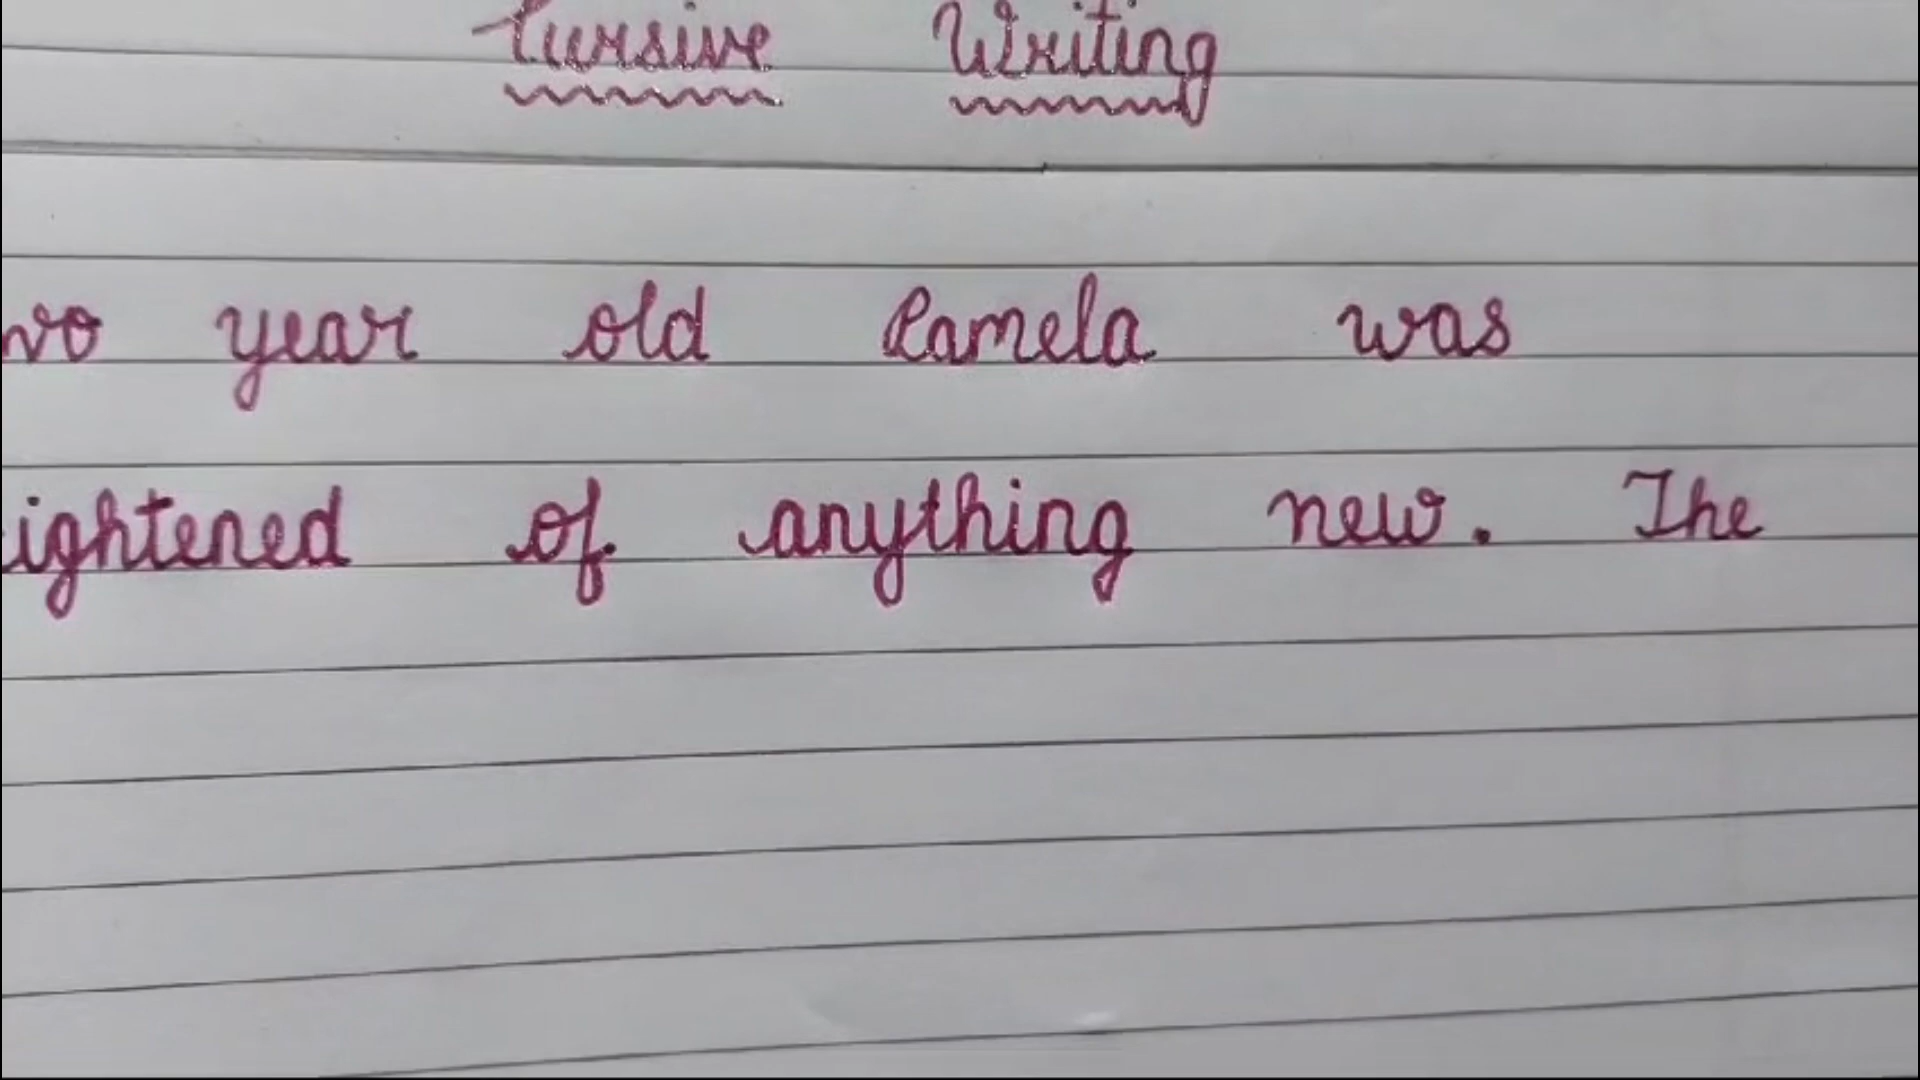 Cursive Writing
wo year old Pamela was
ightened of anything new. The